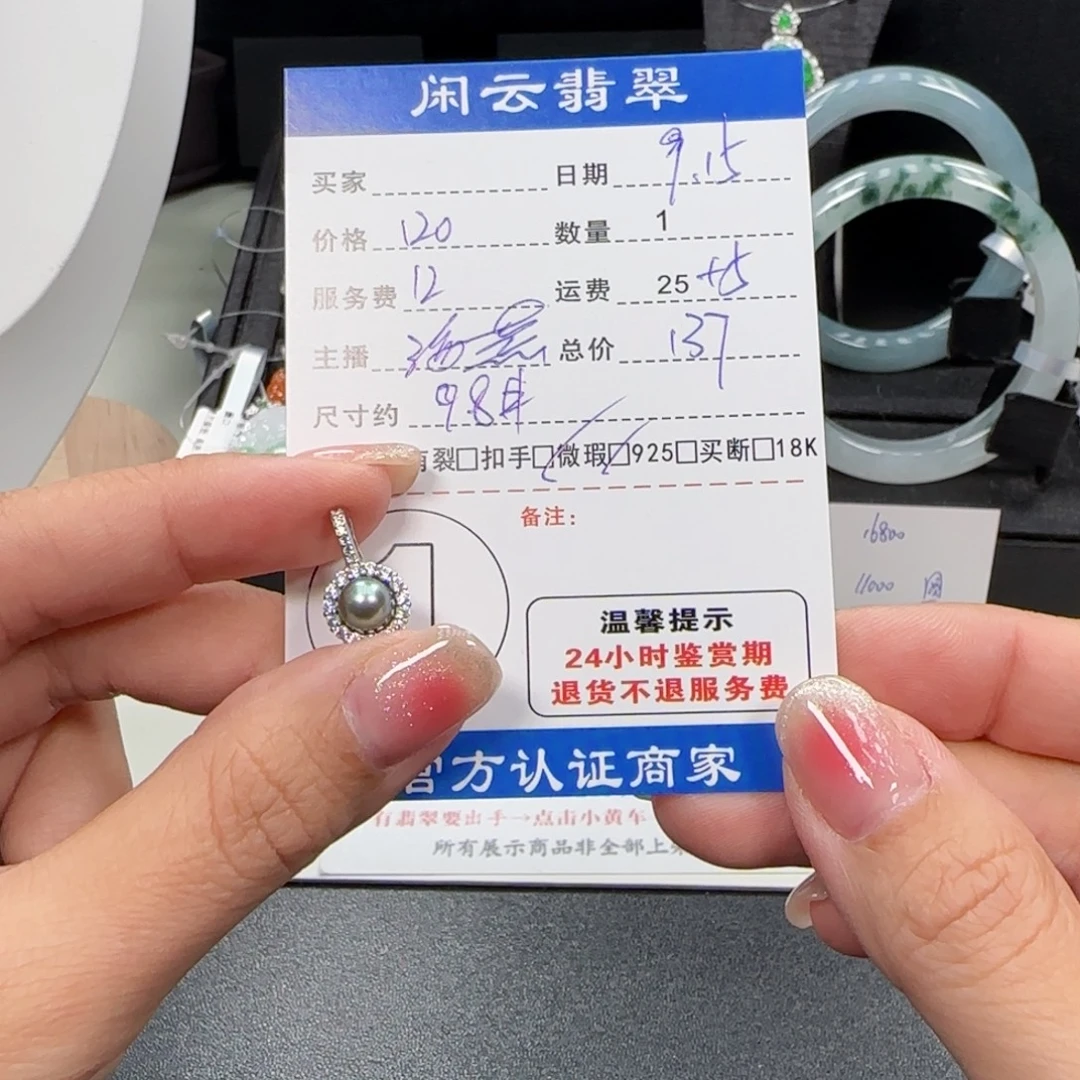 闲云翡翠
买家 日期 9.15
价格 120 数量 1
服务费 12 运费 25 +5
主播 总价 137
尺寸约 9.8
有裂□扣手□微瑕□925□买断□18K
备注：
1
温馨提示
24小时鉴赏期
退货不退服务费
官方认证商家
有翡翠要出手→点击小黄车
所有展示商品非全部上架
16800
11000 圆